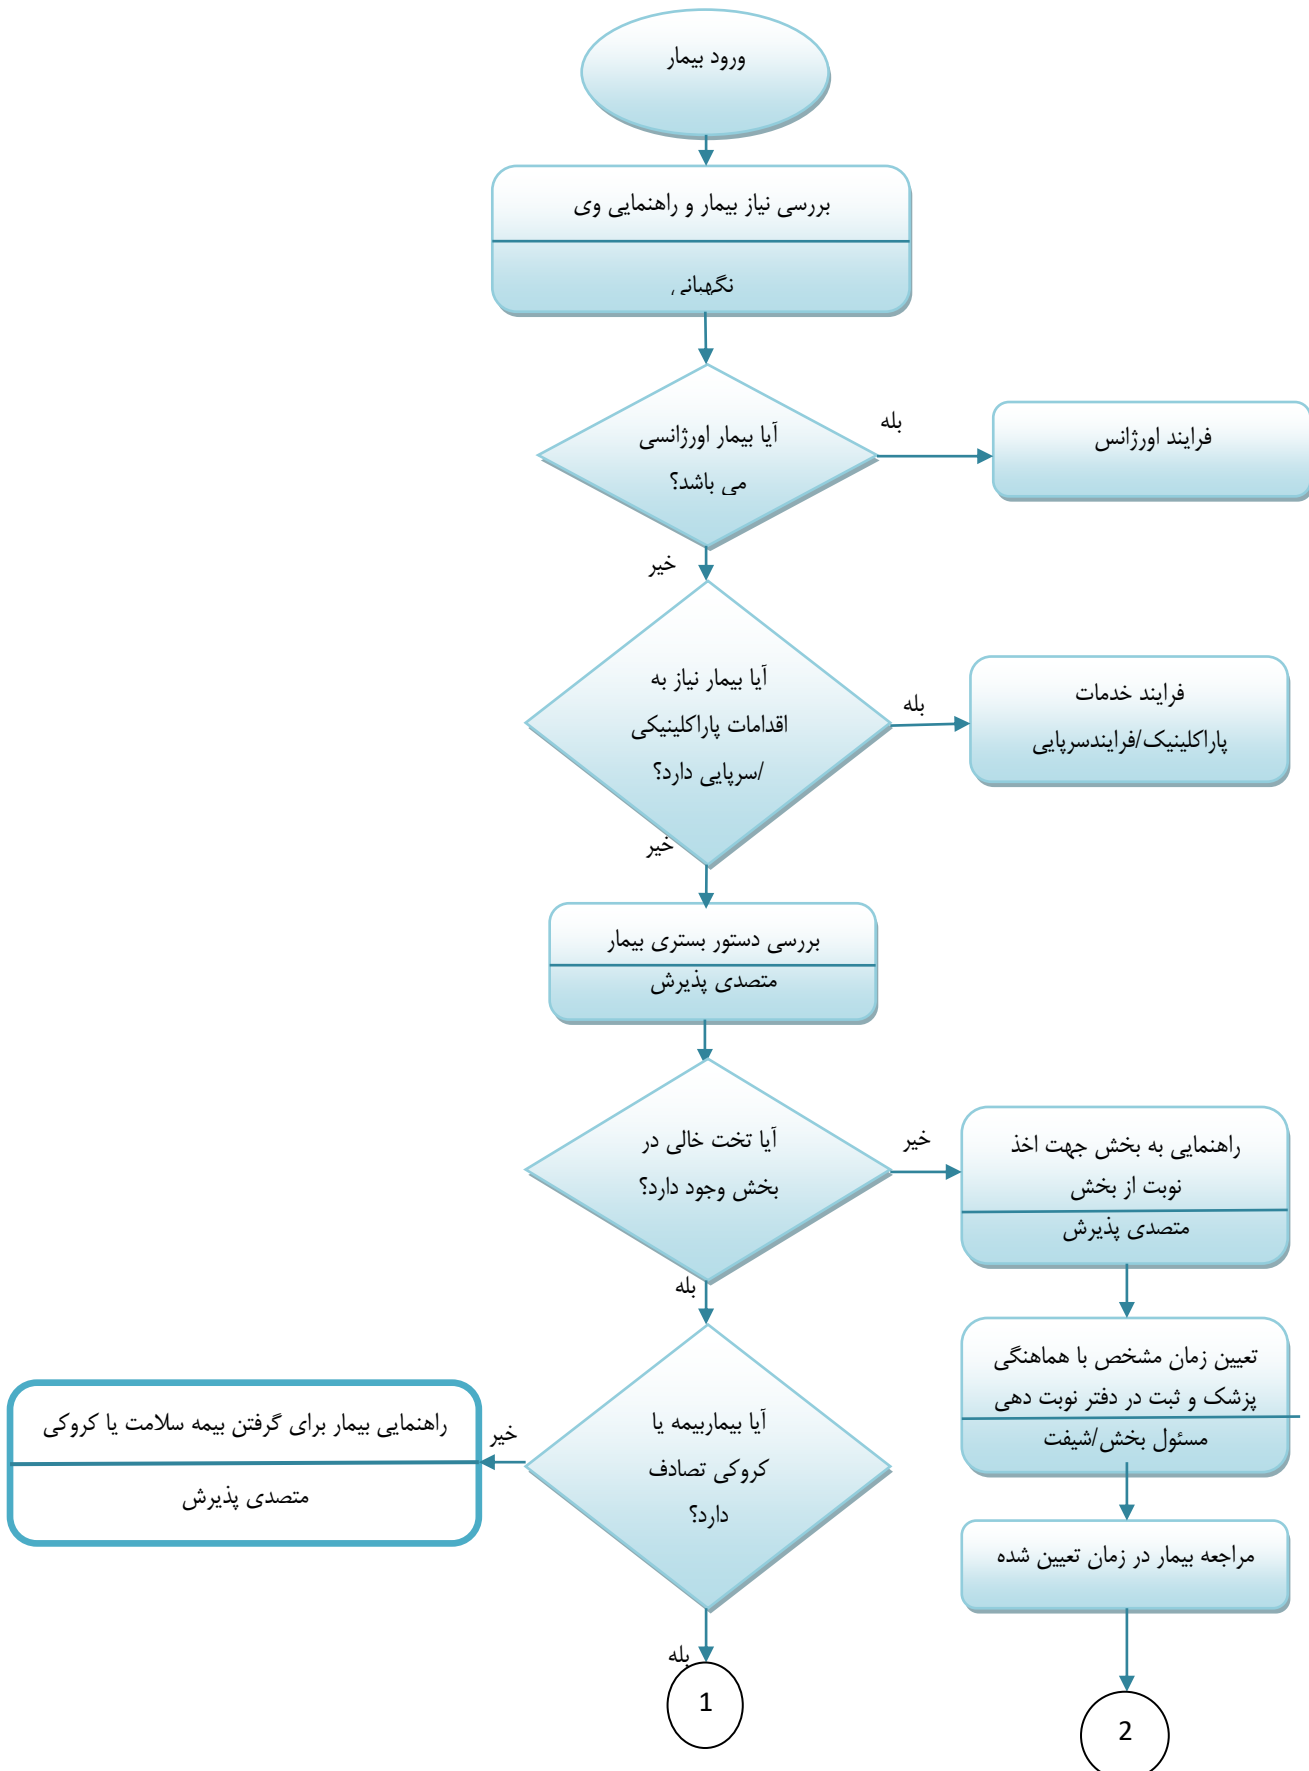 ورود بیمار
بررسی نیاز بیمار و راهنمایی وی
نگهبانی
آیا بیمار اورژانسی
می باشد؟
بله
فرایند اورژانس
خیر
آیا بیمار نیاز به
اقدامات پاراکلینیکی
/سرپایی دارد؟
بله
فرایند خدمات
پاراکلینیک/فرایندسرپایی
خیر
بررسی دستور بستری بیمار
متصدی پذیرش
آیا تخت خالی در
بخش وجود دارد؟
خیر
راهنمایی به بخش جهت اخذ
نوبت از بخش
متصدی پذیرش
بله
تعیین زمان مشخص با هماهنگی
پزشک و ثبت در دفتر نوبت دهی
مسئول بخش/شیفت
آیا بیماربیمه یا
کروکی تصادف
دارد؟
خیر
راهنمایی بیمار برای گرفتن بیمه سلامت یا کروکی
متصدی پذیرش
مراجعه بیمار در زمان تعیین شده
بله
1
2